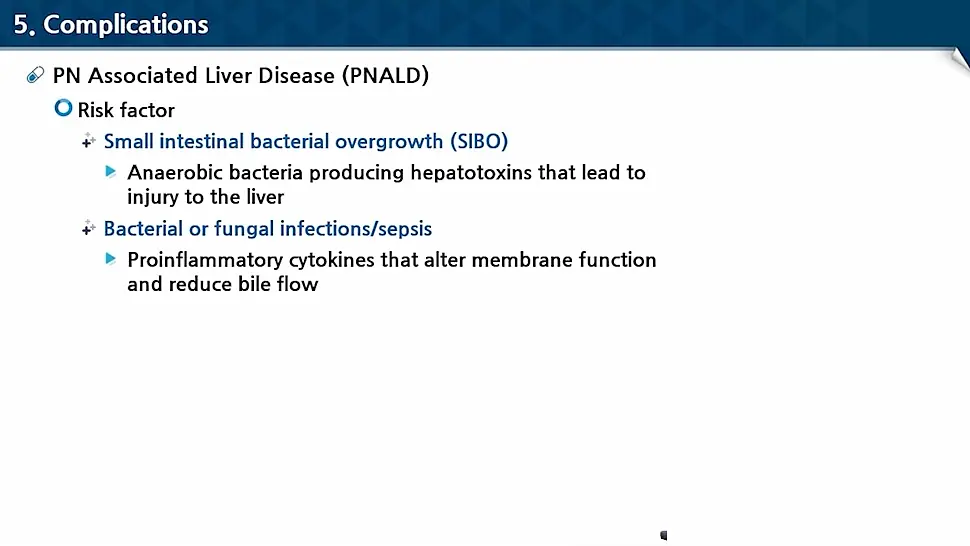 5. Complications
PN Associated Liver Disease (PNALD)
Risk factor
Small intestinal bacterial overgrowth (SIBO)
Anaerobic bacteria producing hepatotoxins that lead to
injury to the liver
Bacterial or fungal infections/sepsis
Proinflammatory cytokines that alter membrane function
and reduce bile flow